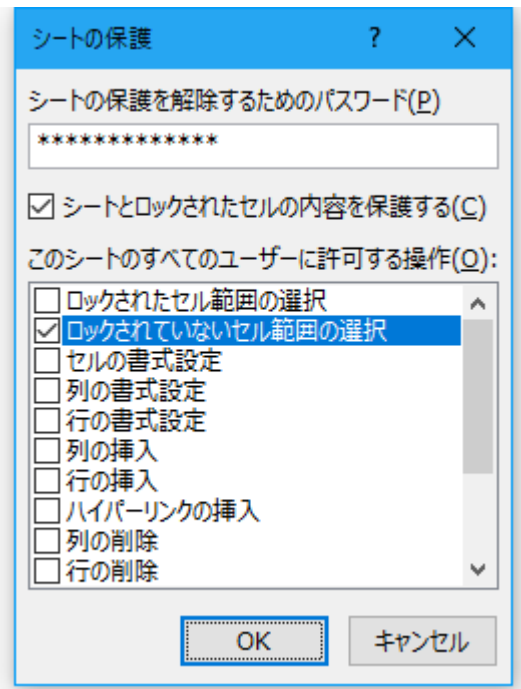 シートの保護 ? ×
シートの保護を解除するためのパスワード(P)
*************
シートとロックされたセルの内容を保護する(C)
このシートのすべてのユーザーに許可する操作(O):
ロックされたセル範囲の選択
ロックされていないセル範囲の選択
セルの書式設定
列の書式設定
行の書式設定
列の挿入
行の挿入
ハイパーリンクの挿入
列の削除
行の削除
OK キャンセル